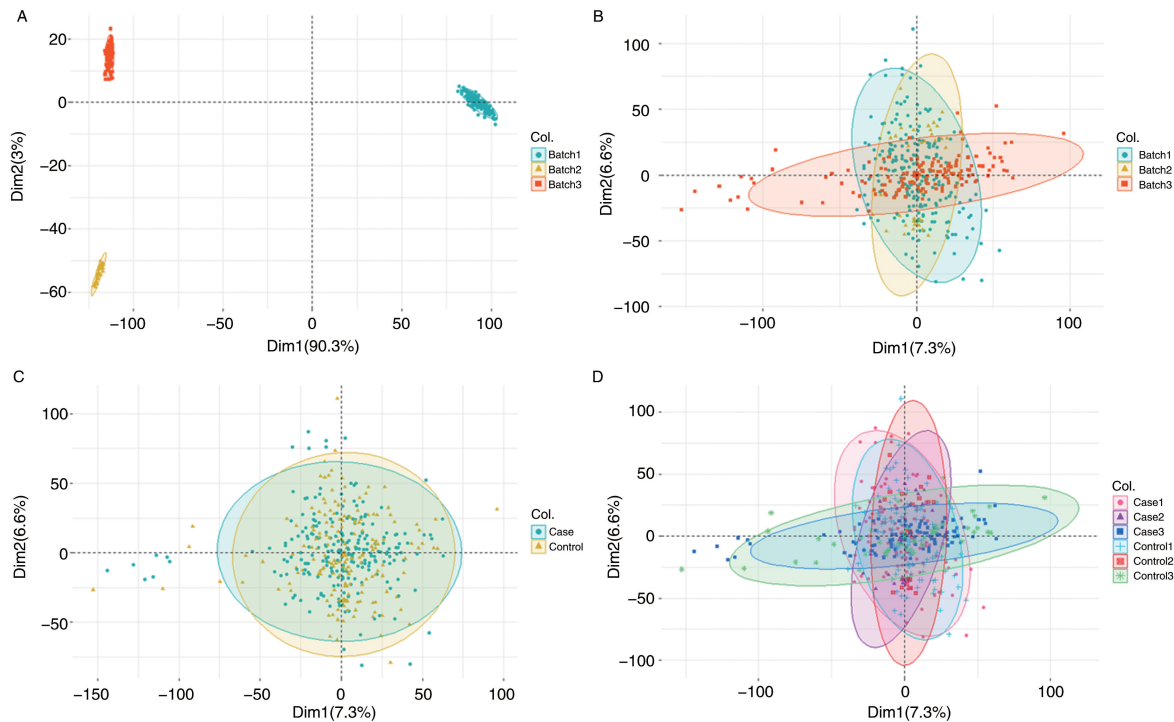 A
20
0
−20
−40
−60
−100
−50
0
50
100
Dim2(3%)
Dim1(90.3%)
Col.
Batch1
Batch2
Batch3
B
100
50
0
−50
−100
−100
0
100
Dim2(6.6%)
Dim1(7.3%)
Col.
Batch1
Batch2
Batch3
C
100
50
0
−50
−150
−100
−50
0
50
100
Dim2(6.6%)
Dim1(7.3%)
Col.
Case
Control
D
100
50
0
−50
−100
−100
0
100
Dim2(6.6%)
Dim1(7.3%)
Col.
Case1
Case2
Case3
Control1
Control2
Control3